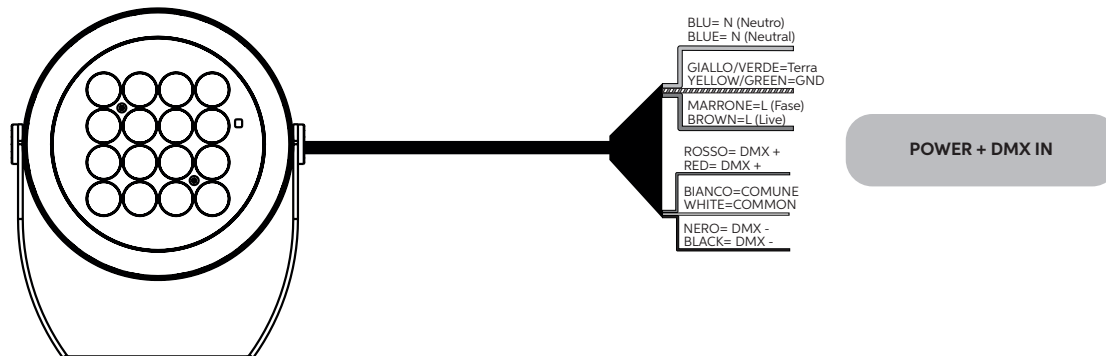 BLU= N (Neutro)
BLUE= N (Neutral)
GIALLO/VERDE=Terra
YELLOW/GREEN=GND
MARRONE=L (Fase)
BROWN=L (Live)
ROSSO= DMX +
RED= DMX +
BIANCO=COMUNE
WHITE=COMMON
NERO= DMX -
BLACK= DMX -
POWER + DMX IN